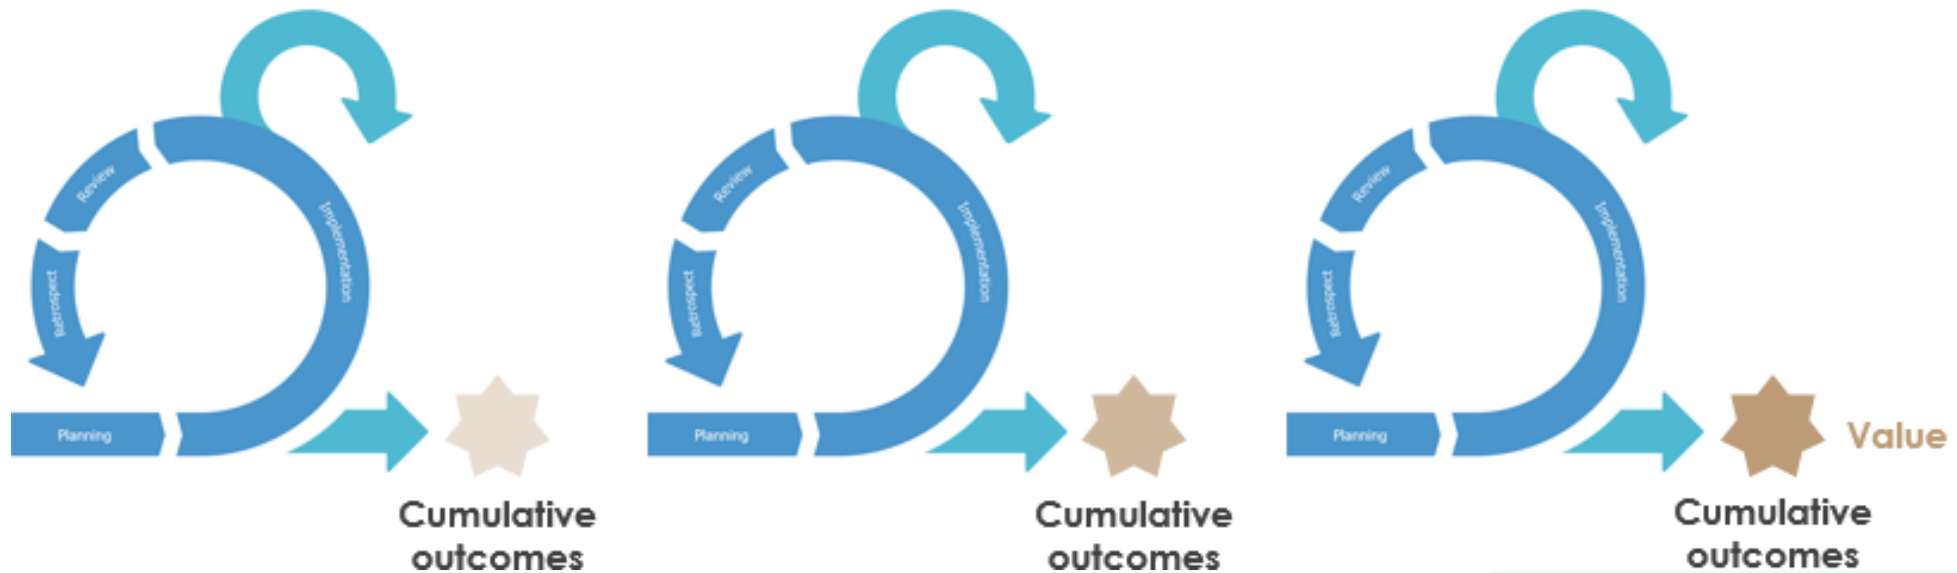 Review
Implementation
Retrospect
Planning
Cumulative
outcomes
Review
Implementation
Retrospect
Planning
Cumulative
outcomes
Review
Implementation
Retrospect
Planning
Value
Cumulative
outcomes